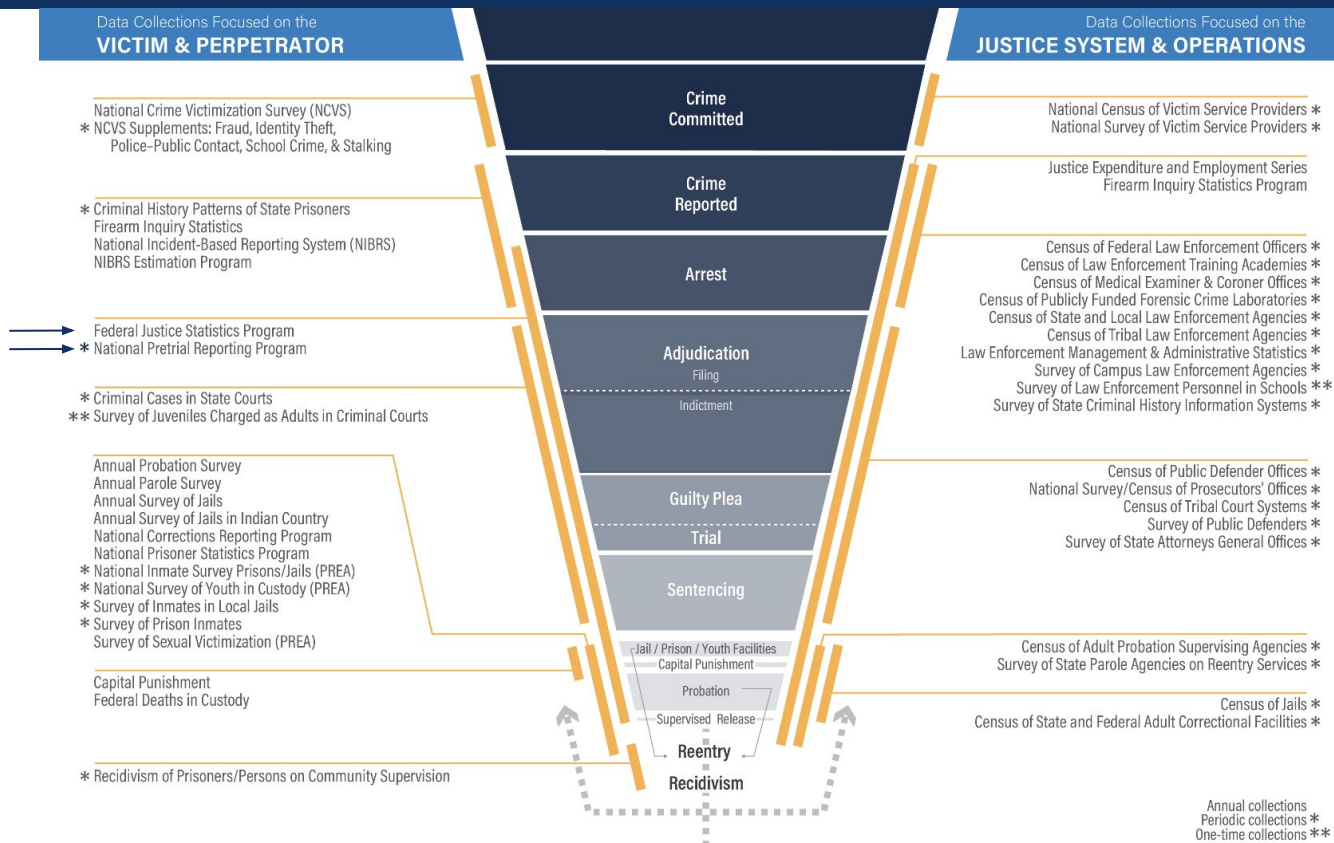 Data Collections Focused on the
VICTIM & PERPETRATOR
National Crime Victimization Survey (NCVS)
* NCVS Supplements: Fraud, Identity Theft,
Police–Public Contact, School Crime, & Stalking
* Criminal History Patterns of State Prisoners
Firearm Inquiry Statistics
National Incident-Based Reporting System (NIBRS)
NIBRS Estimation Program
Federal Justice Statistics Program
* National Pretrial Reporting Program
* Criminal Cases in State Courts
** Survey of Juveniles Charged as Adults in Criminal Courts
Annual Probation Survey
Annual Parole Survey
Annual Survey of Jails
Annual Survey of Jails in Indian Country
National Corrections Reporting Program
National Prisoner Statistics Program
* National Inmate Survey Prisons/Jails (PREA)
* National Survey of Youth in Custody (PREA)
* Survey of Inmates in Local Jails
* Survey of Prison Inmates
Survey of Sexual Victimization (PREA)
Capital Punishment
Federal Deaths in Custody
* Recidivism of Prisoners/Persons on Community Supervision
Crime
Committed
Crime
Reported
Arrest
Adjudication
Filing
Indictment
Guilty Plea
Trial
Sentencing
Jail / Prison / Youth Facilities
Capital Punishment
Probation
Supervised Release
Reentry
Recidivism
Data Collections Focused on the
JUSTICE SYSTEM & OPERATIONS
National Census of Victim Service Providers *
National Survey of Victim Service Providers *
Justice Expenditure and Employment Series
Firearm Inquiry Statistics Program
Census of Federal Law Enforcement Officers *
Census of Law Enforcement Training Academies *
Census of Medical Examiner & Coroner Offices *
Census of Publicly Funded Forensic Crime Laboratories *
Census of State and Local Law Enforcement Agencies *
Census of Tribal Law Enforcement Agencies *
Law Enforcement Management & Administrative Statistics *
Survey of Campus Law Enforcement Agencies *
Survey of Law Enforcement Personnel in Schools **
Survey of State Criminal History Information Systems *
Census of Public Defender Offices *
National Survey/Census of Prosecutors' Offices *
Census of Tribal Court Systems *
Survey of Public Defenders *
Survey of State Attorneys General Offices *
Census of Adult Probation Supervising Agencies *
Survey of State Parole Agencies on Reentry Services *
Census of Jails *
Census of State and Federal Adult Correctional Facilities *
Annual collections
Periodic collections *
One-time collections **